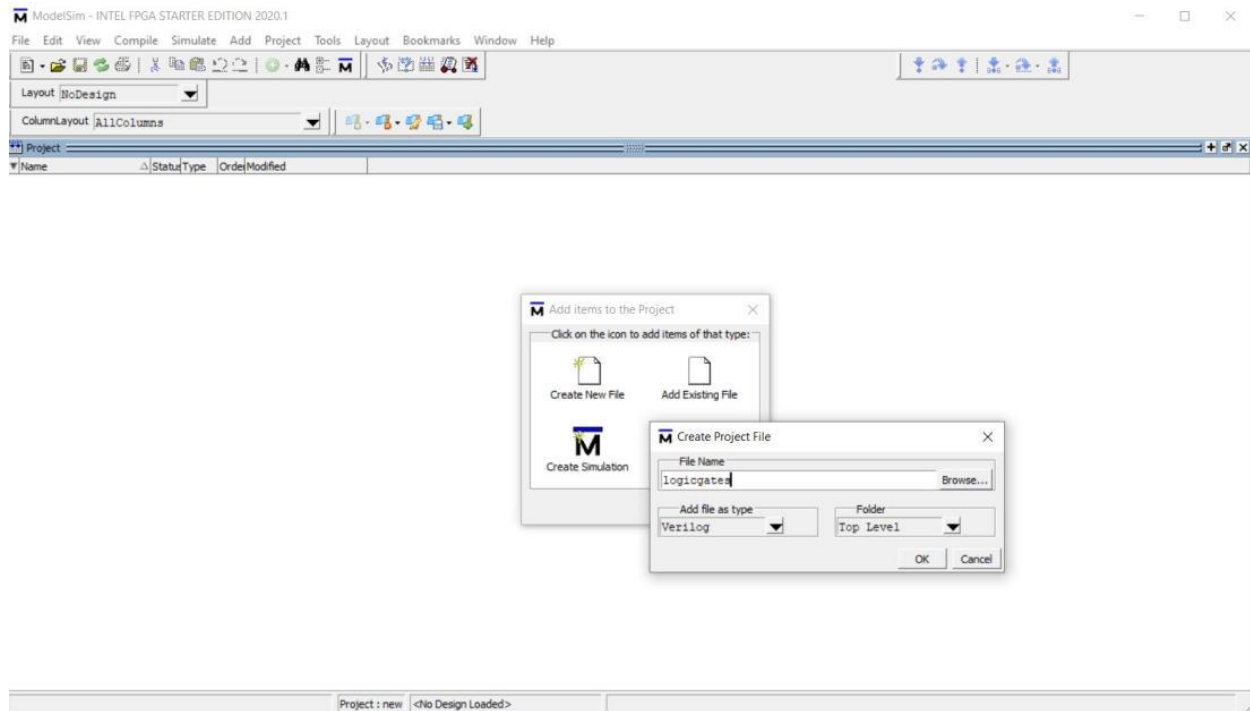 ModelSim - INTEL FPGA STARTER EDITION 2020.1
File Edit View Compile Simulate Add Project Tools Layout Bookmarks Window Help
Layout NoDesign
ColumnLayout AllColumns
Project
Name Status Type Order Modified
Add items to the Project
Click on the icon to add items of that type:
Create New File Add Existing File
Create Simulation
Create Project File
File Name
logicgates Browse...
Add file as type Folder
Verilog Top Level
OK Cancel
Project : new <No Design Loaded>